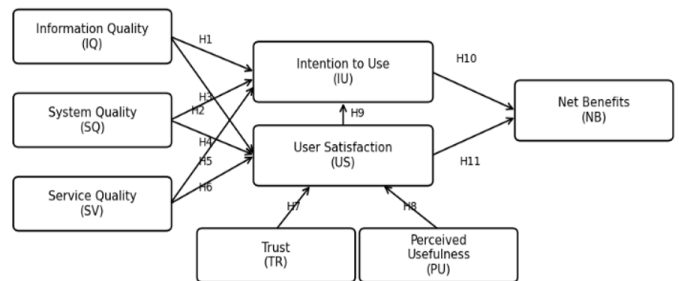 Information Quality
(IQ)
H1
Intention to Use
(IU)
H10
System Quality
(SQ)
H3
H2
H9
Net Benefits
(NB)
H4
H5
H6
User Satisfaction
(US)
H11
Service Quality
(SV)
H7
H8
Trust
(TR)
Perceived
Usefulness
(PU)